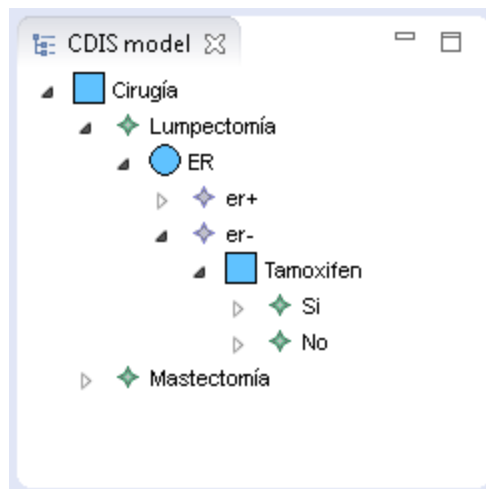 CDIS model
Cirugía
Lumpectomía
ER
er+
er-
Tamoxifen
Si
No
Mastectomía